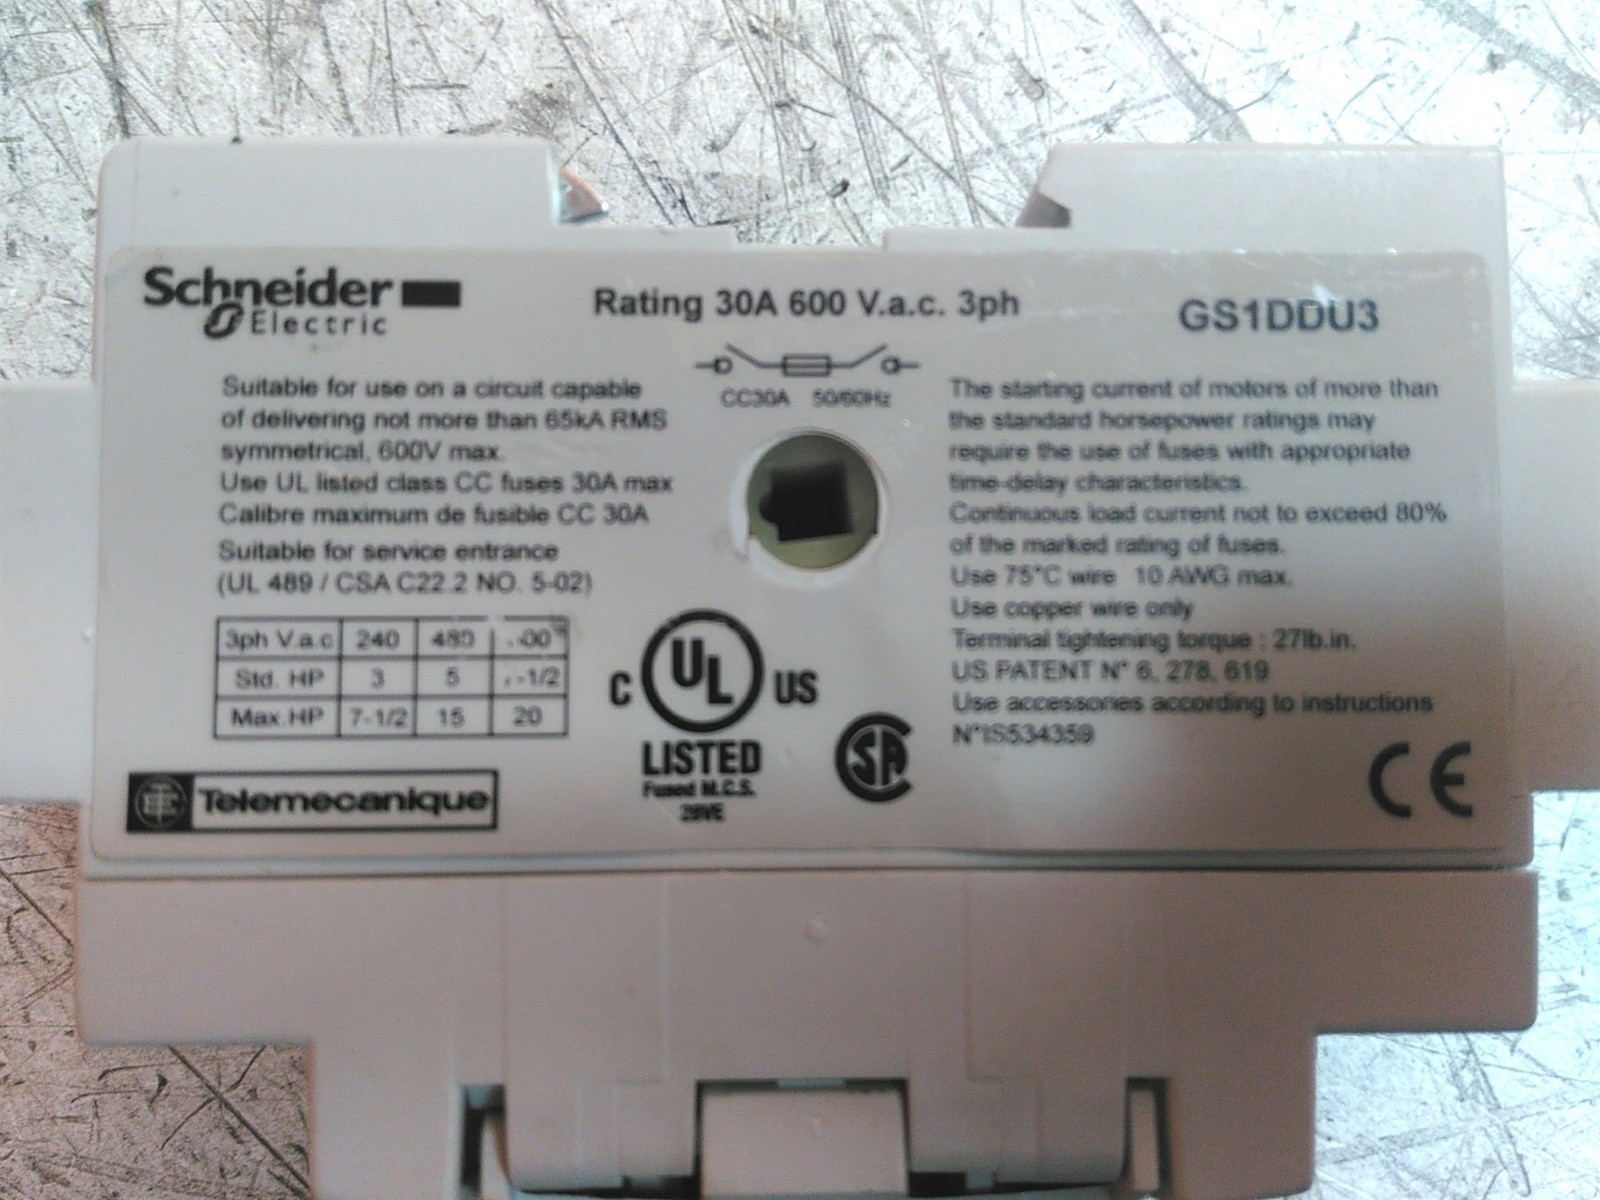 Schneider
Electric
Rating 30A 600 V.a.c. 3ph
GS1DDU3
CC30A 50/60Hz
Suitable for use on a circuit capable
of delivering not more than 65kA RMS
symmetrical, 600V max.
Use UL listed class CC fuses 30A max
Calibre maximum de fusible CC 30A
Suitable for service entrance
(UL 489 / CSA C22.2 NO. 5-02)
3ph V.a.c 240 480
Std. HP 3 5
Max.HP 7-1/2 15 20
Telemecanique
C UL US
LISTED
Fused M.C.S.
SA
The starting current of motors of more than
the standard horsepower ratings may
require the use of fuses with appropriate
time-delay characteristics.
Continuous load current not to exceed 80%
of the marked rating of fuses.
Use 75°C wire 10 AWG max.
Use copper wire only
Terminal tightening torque : 27lb.in.
US PATENT N° 6, 278, 619
Use accessories according to instructions
N°IS534359
CE